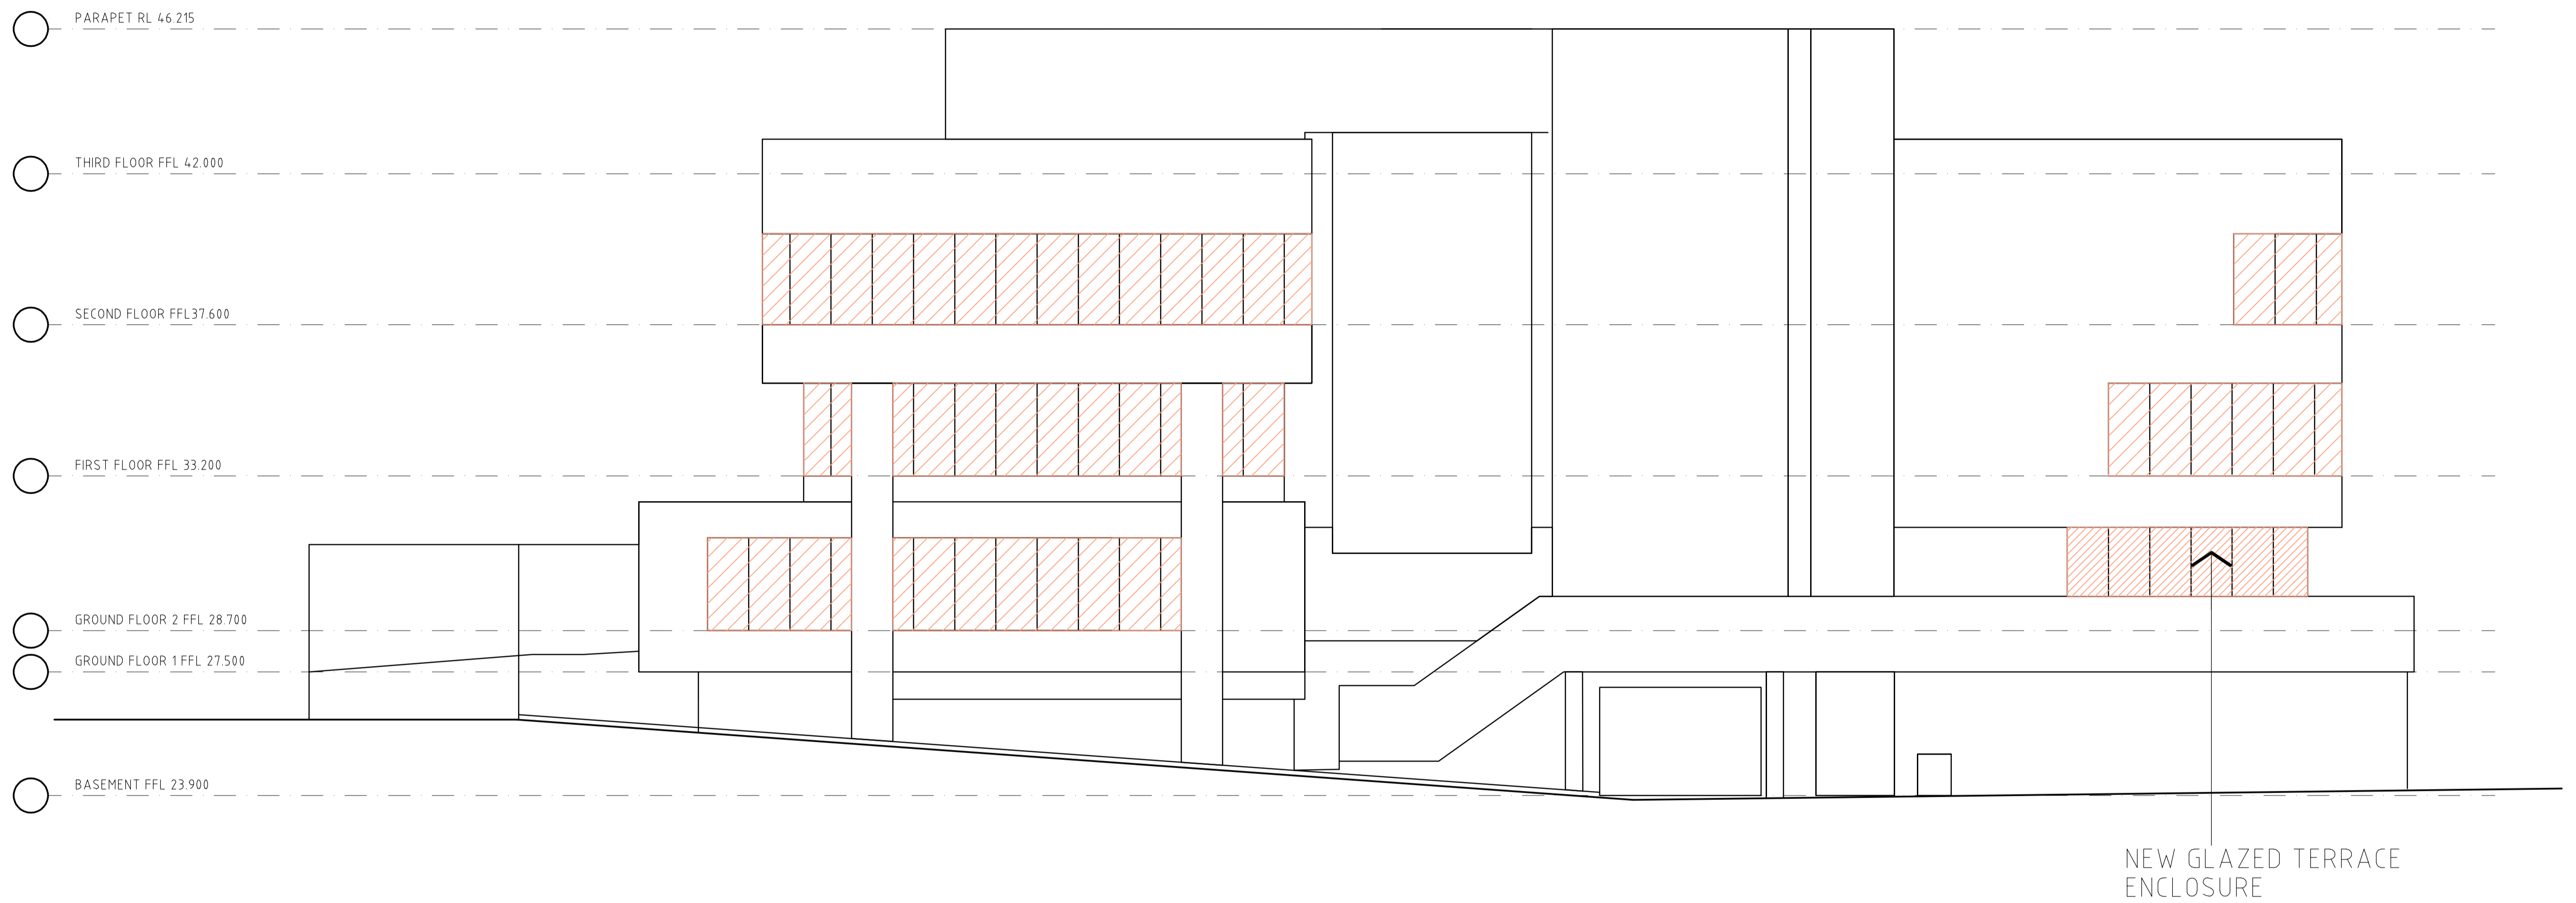 PARAPET RL 46.215
THIRD FLOOR FFL 42.000
SECOND FLOOR FFL37.600
FIRST FLOOR FFL 33.200
GROUND FLOOR 2 FFL 28.700
GROUND FLOOR 1 FFL 27.500
BASEMENT FFL 23.900
NEW GLAZED TERRACE
ENCLOSURE